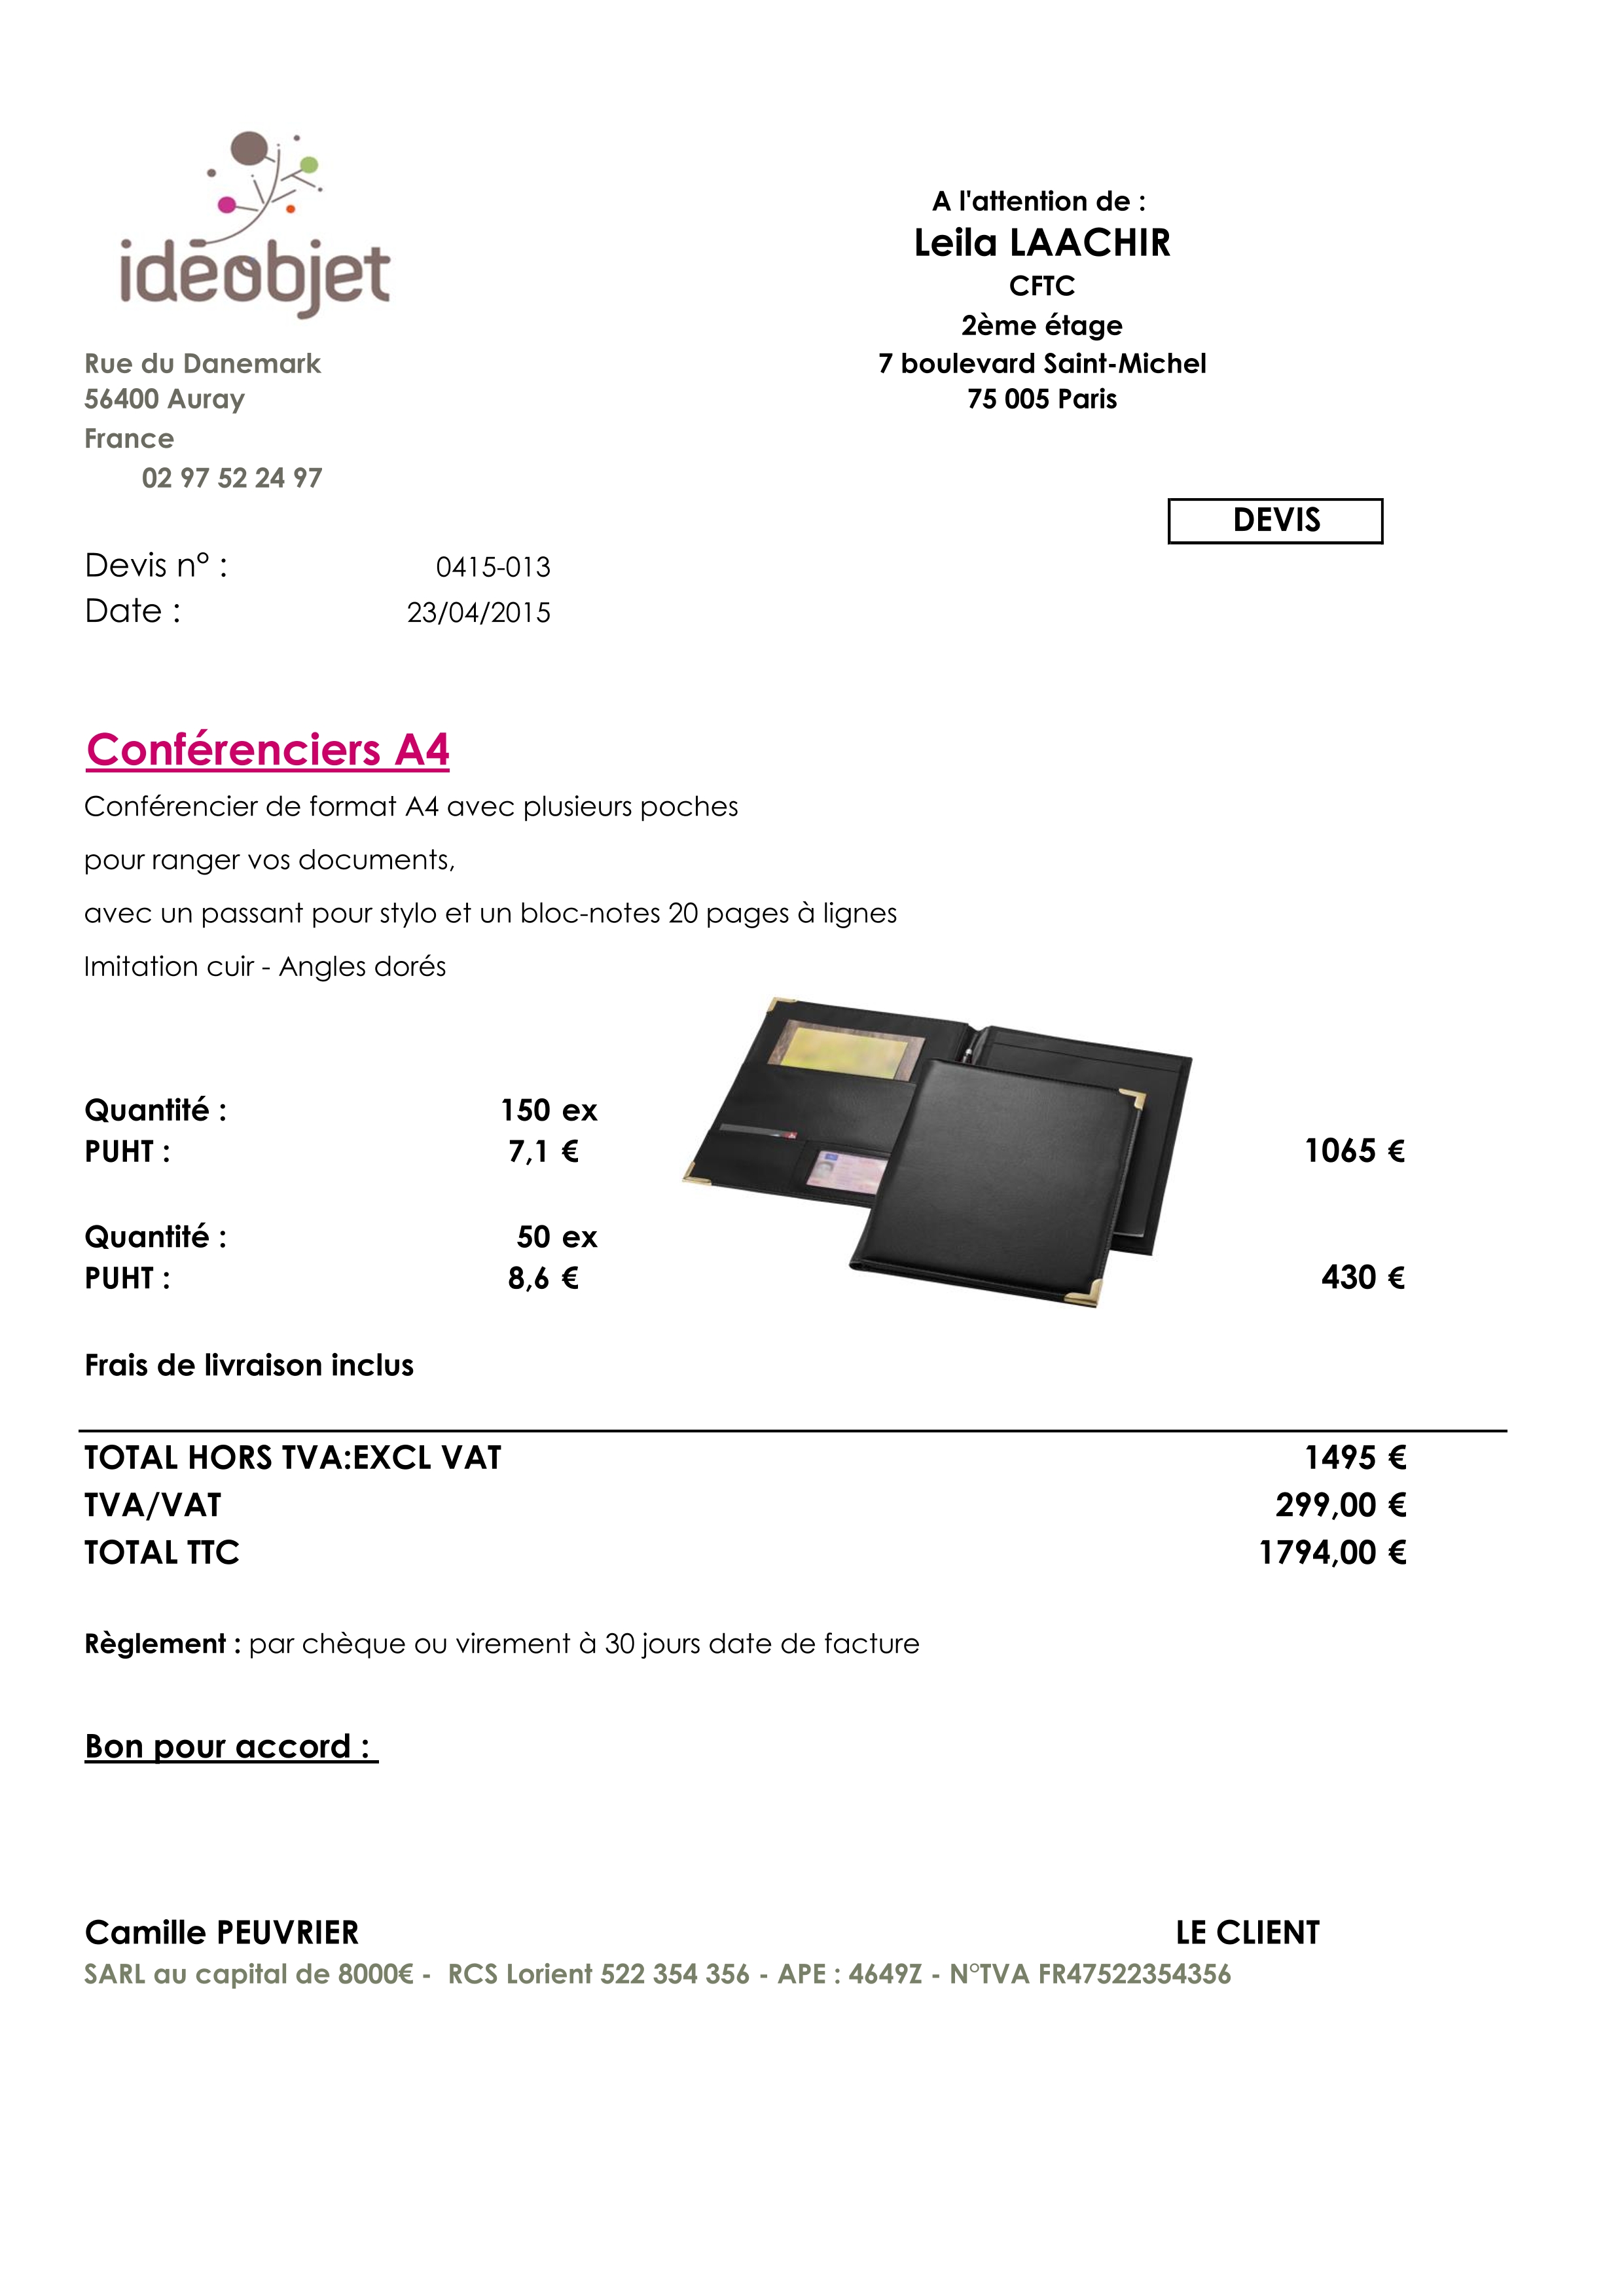 idéobjet
A l'attention de :
Leila LAACHIR
CFTC
2ème étage
7 boulevard Saint-Michel
75 005 Paris
Rue du Danemark
56400 Auray
France
02 97 52 24 97
DEVIS
Devis n° : 0415-013
Date : 23/04/2015
Conférenciers A4
Conférencier de format A4 avec plusieurs poches
pour ranger vos documents,
avec un passant pour stylo et un bloc-notes 20 pages à lignes
Imitation cuir - Angles dorés
Quantité : 150 ex
PUHT : 7,1 € 1065 €
Quantité : 50 ex
PUHT : 8,6 € 430 €
Frais de livraison inclus
TOTAL HORS TVA:EXCL VAT 1495 €
TVA/VAT 299,00 €
TOTAL TTC 1794,00 €
Règlement : par chèque ou virement à 30 jours date de facture
Bon pour accord :
Camille PEUVRIER LE CLIENT
SARL au capital de 8000€ - RCS Lorient 522 354 356 - APE : 4649Z - N°TVA FR47522354356